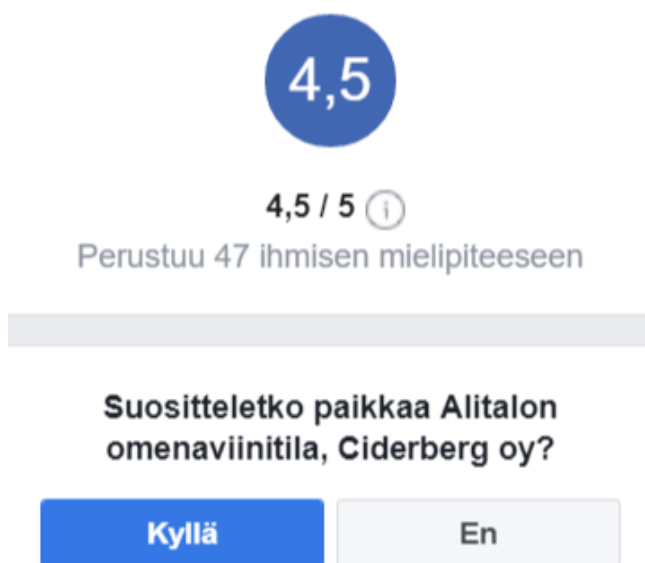 4,5
4,5 / 5
Perustuu 47 ihmisen mielipiteeseen
Suositteletko paikkaa Alitalon
omenaviinitila, Ciderberg oy?
Kyllä
En